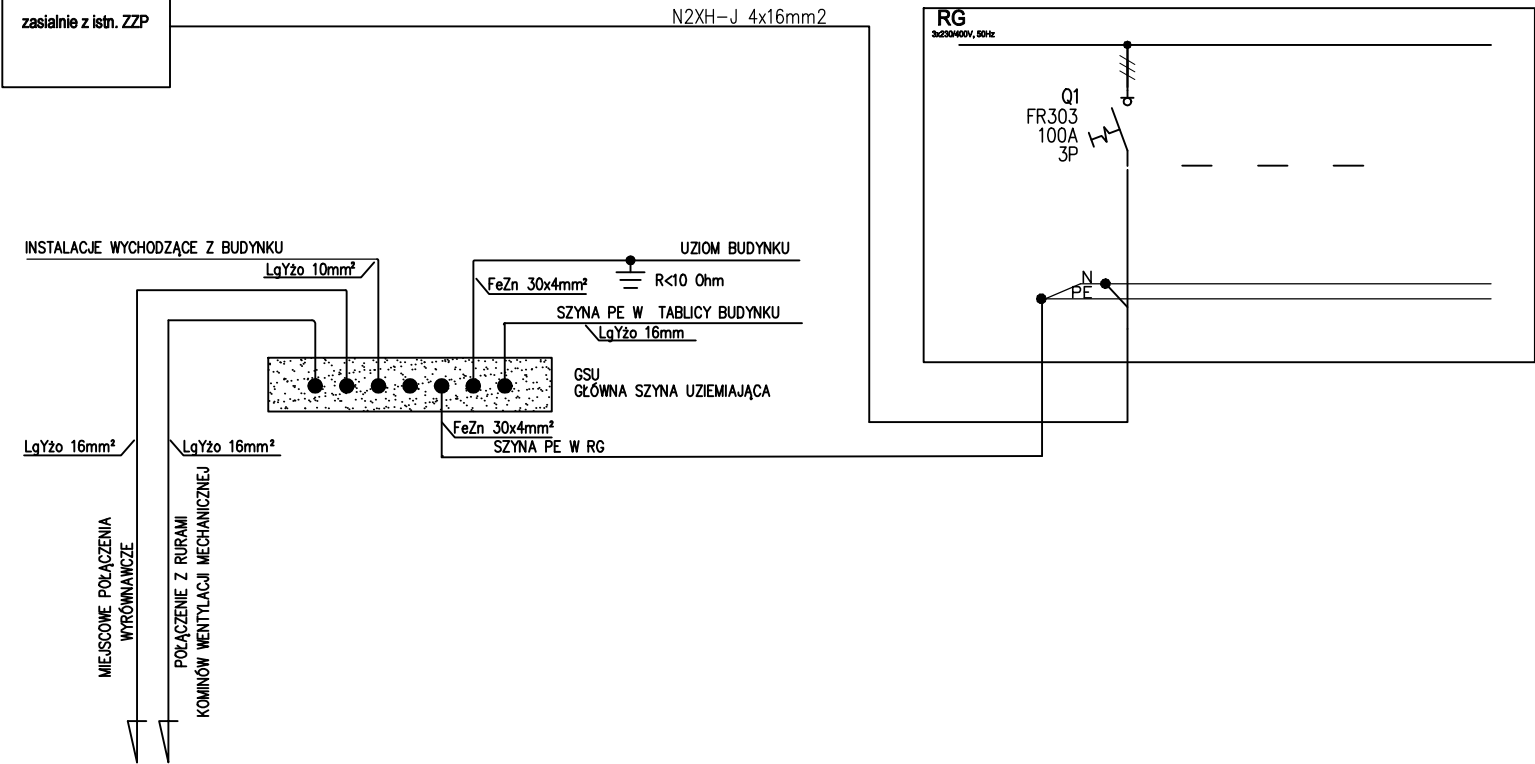 zasialnie z istn. ZZP
N2XH-J 4x16mm2
RG
3x230/400V, 50Hz
Q1
FR303
100A
3P
INSTALACJE WYCHODZĄCE Z BUDYNKU
LgYżo 10mm²
UZIOM BUDYNKU
FeZn 30x4mm²
R<10 Ohm
SZYNA PE W TABLICY BUDYNKU
LgYżo 16mm
N
PE
GSU
GŁÓWNA SZYNA UZIEMIAJĄCA
FeZn 30x4mm²
SZYNA PE W RG
LgYżo 16mm²
LgYżo 16mm²
MIEJSCOWE POŁĄCZENIA
WYRÓWNAWCZE
POŁĄCZENIE Z RURAMI
KOMINÓW WENTYLACJI MECHANICZNEJ